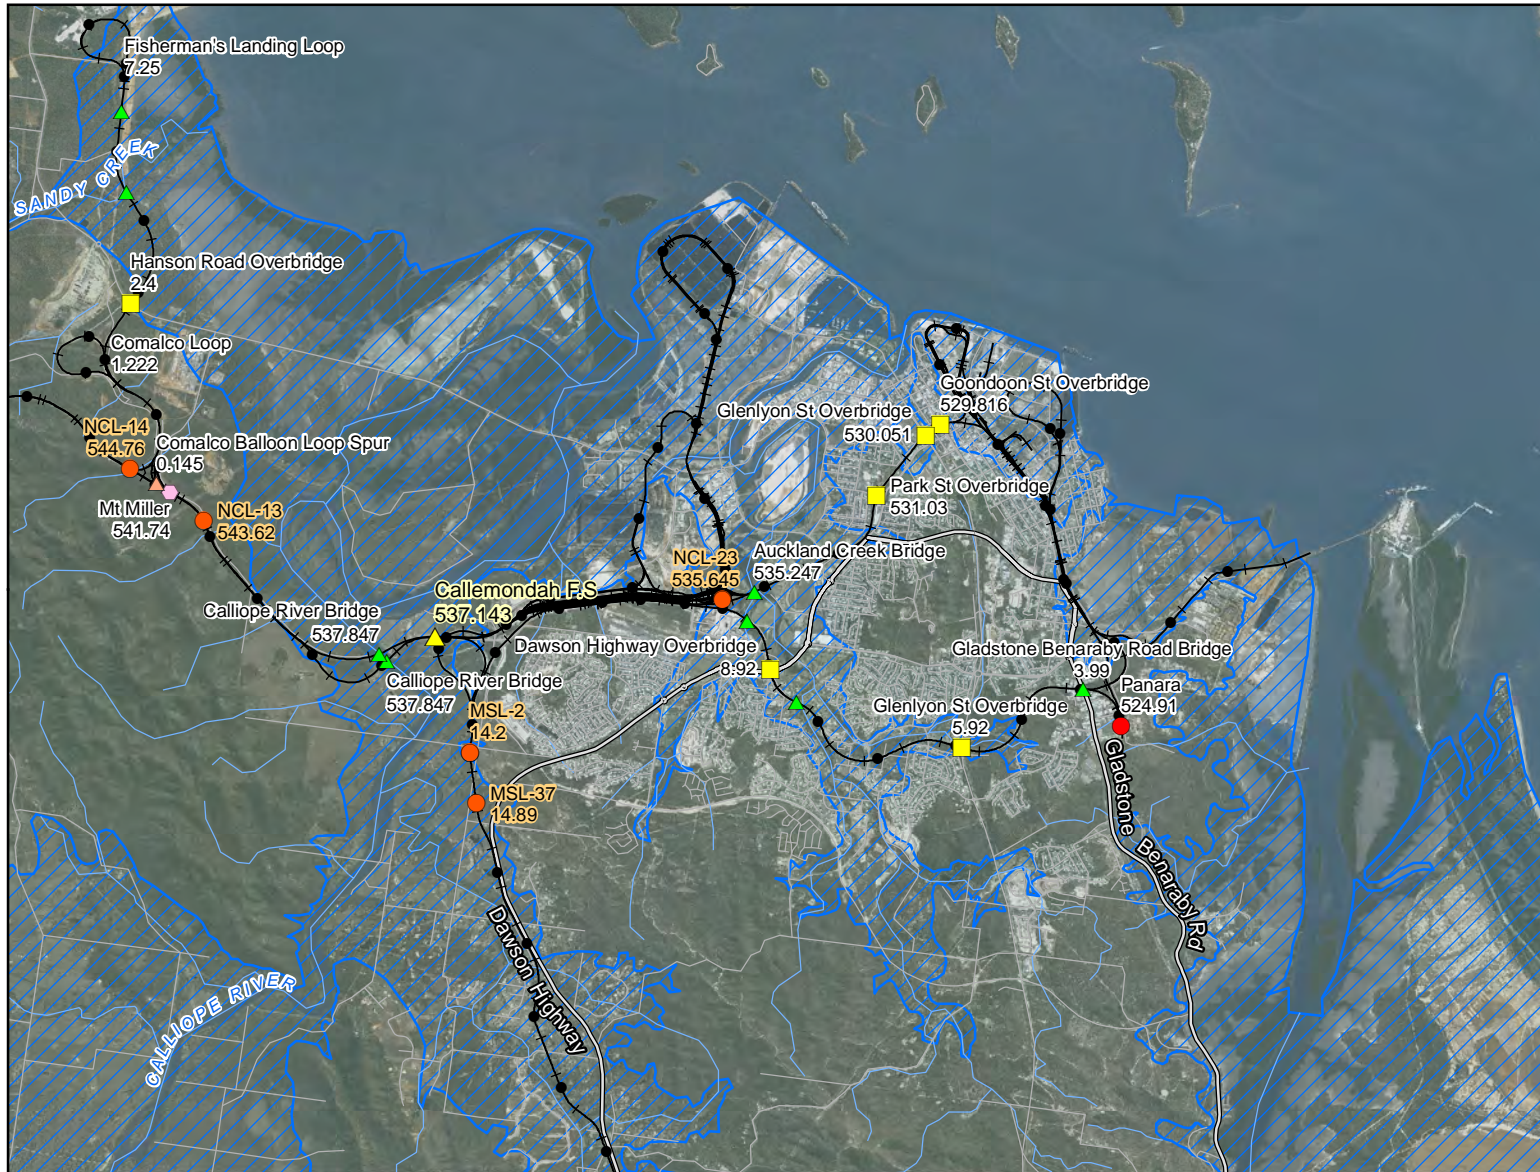 Fisherman's Landing Loop
7.25
SANDY CREEK
Hanson Road Overbridge
2.4
Comalco Loop
1.222
Goondoon St Overbridge
529.816
Glenlyon St Overbridge
530.051
NCL-14
544.76
Comalco Balloon Loop Spur
0.145
Park St Overbridge
531.03
Mt Miller
541.74
NCL-13
543.62
Auckland Creek Bridge
535.247
NCL-23
535.645
Callemondah F.S
537.143
Calliope River Bridge
537.847
Dawson Highway Overbridge
8.92
Gladstone Benaraby Road Bridge
3.99
Calliope River Bridge
537.847
Panara
524.91
MSL-2
14.2
Glenlyon St Overbridge
5.92
MSL-37
14.89
Gladstone Benaraby Rd
Dawson Highway
CALLIOPE RIVER